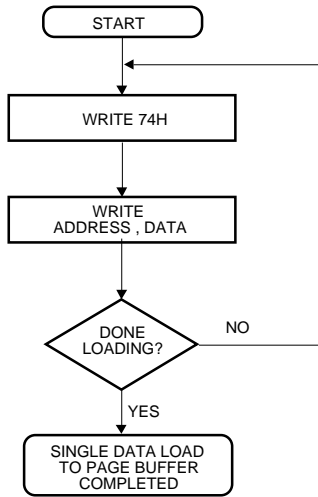 START
WRITE 74H
WRITE
ADDRESS , DATA
DONE
LOADING?
NO
YES
SINGLE DATA LOAD
TO PAGE BUFFER
COMPLETED